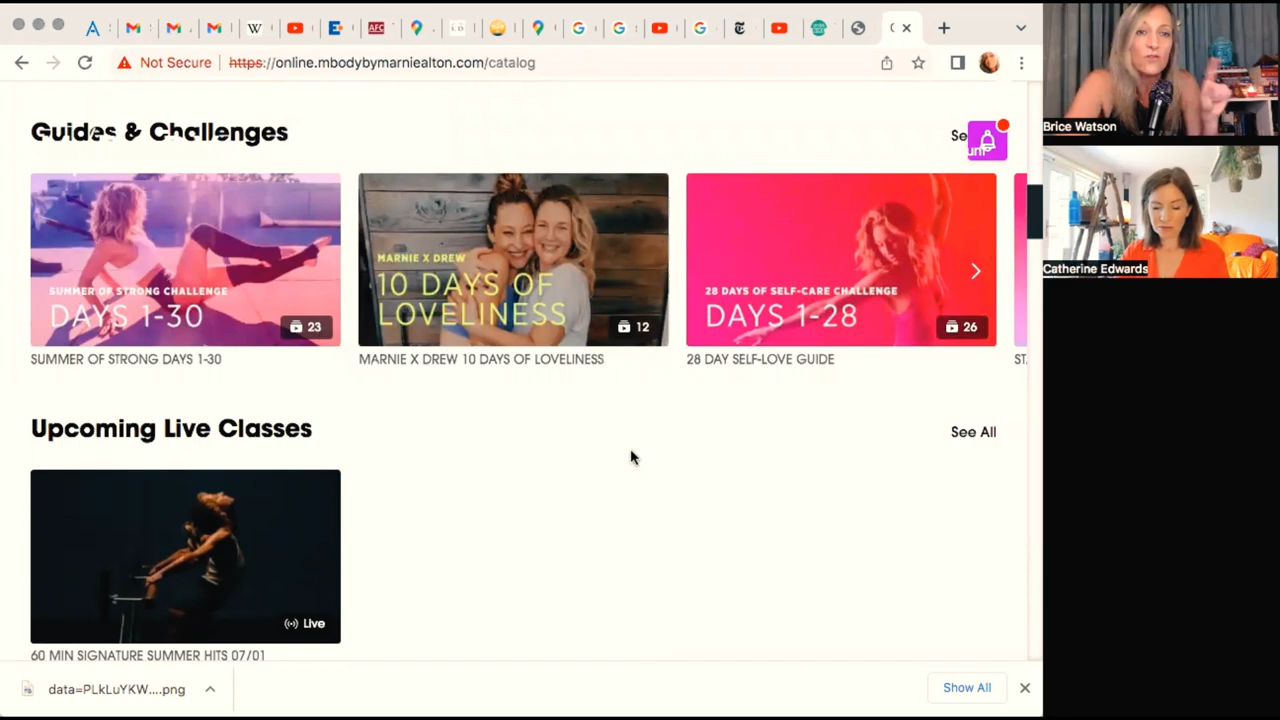 AFC
Not Secure
https://online.mbodybymarniealton.com/catalog
Brice Watson
Catherine Edwards
Guides & Challenges
SUMMER OF STRONG CHALLENGE
DAYS 1-30
23
MARNIE X DREW
10 DAYS OF
LOVELINESS
12
28 DAYS OF SELF-CARE CHALLENGE
DAYS 1-28
26
SUMMER OF STRONG DAYS 1-30
MARNIE X DREW 10 DAYS OF LOVELINESS
28 DAY SELF-LOVE GUIDE
Upcoming Live Classes
See All
Live
60 MIN SIGNATURE SUMMER HITS 07/01
data=PLkLuYKW....png
Show All